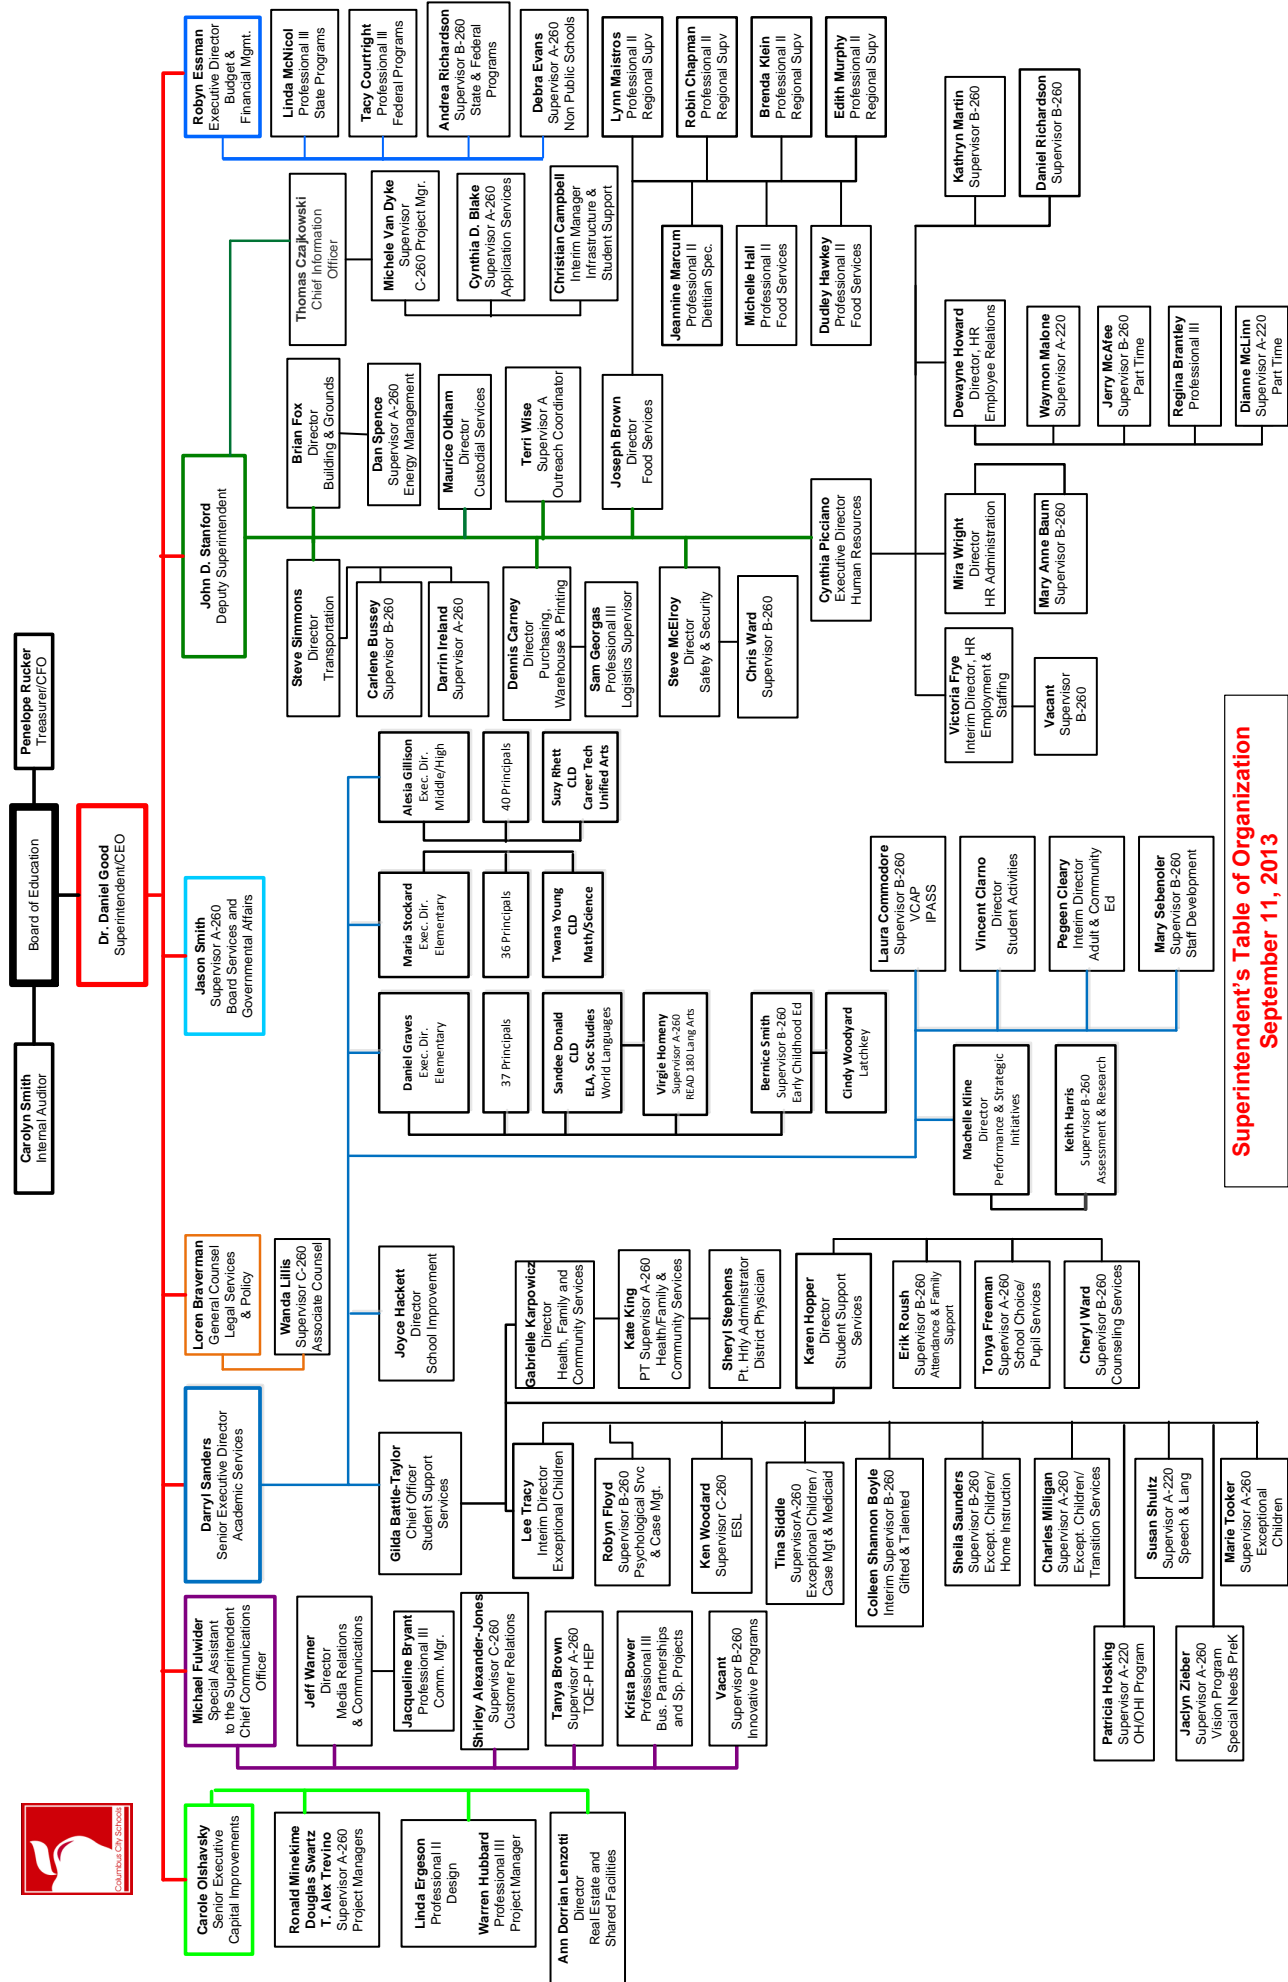 Columbus City Schools
Carolyn Smith
Internal Auditor
Board of Education
Penelope Rucker
Treasurer/CFO
Dr. Daniel Good
Superintendent/CEO
Carole Olshavsky
Senior Executive
Capital Improvements
Ronald Minekime
Douglas Swartz
T. Alex Trevino
Supervisor A-260
Project Managers
Linda Ergeson
Professional II
Design
Warren Hubbard
Professional III
Project Manager
Ann Dorrian Lenzotti
Director
Real Estate and
Shared Facilities
Michael Fulwider
Special Assistant
to the Superintendent
Chief Communications
Officer
Jeff Warner
Director
Media Relations
& Communications
Jacqueline Bryant
Professional III
Comm. Mgr.
Shirley Alexander-Jones
Supervisor C-260
Customer Relations
Tanya Brown
Supervisor A-260
TQE-P HEP
Krista Bower
Professional III
Bus. Partnerships
and Sp. Projects
Vacant
Supervisor B-260
Innovative Programs
Darryl Sanders
Senior Executive Director
Academic Services
Gilda Battle-Taylor
Chief Officer
Student Support
Services
Lee Tracy
Interim Director
Exceptional Children
Robyn Floyd
Supervisor B-260
Psychological Srvc
& Case Mgt.
Ken Woodard
Supervisor C-260
ESL
Tina Siddle
SupervisorA-260
Exceptional Children /
Case Mgt & Medicaid
Colleen Shannon Boyle
Interim Supervisor B-260
Gifted & Talented
Sheila Saunders
Supervisor B-260
Except. Children/
Home Instruction
Charles Milligan
Supervisor A-260
Except. Children/
Transition Services
Patricia Hosking
Supervisor A-220
OH/OHI Program
Susan Shultz
Supervisor A-220
Speech & Lang
Jaclyn Zieber
Supervisor A-260
Vision Program
Special Needs PreK
Marie Tooker
Supervisor A-260
Exceptional
Children
Gabrielle Karpowicz
Director
Health, Family and
Community Services
Kate King
PT Supervisor A-260
Health/Family &
Community Services
Sheryl Stephens
Pt. Hrly Administrator
District Physician
Karen Hopper
Director
Student Support
Services
Erik Roush
Supervisor B-260
Attendance & Family
Support
Tonya Freeman
Supervisor A-260
School Choice/
Pupil Services
Cheryl Ward
Supervisor B-260
Counseling Services
Loren Braverman
General Counsel
Legal Services
& Policy
Wanda Lillis
Supervisor C-260
Associate Counsel
Joyce Hackett
Director
School Improvement
Daniel Graves
Exec. Dir.
Elementary
37 Principals
Sandee Donald
CLD
ELA, Soc Studies
World Languages
Virgie Homeny
Supervisor A-260
READ 180 Lang Arts
Bernice Smith
Supervisor B-260
Early Childhood Ed
Cindy Woodyard
Latchkey
Maria Stockard
Exec. Dir.
Elementary
36 Principals
Twana Young
CLD
Math/Science
Alesia Gillison
Exec. Dir.
Middle/High
40 Principals
Suzy Rhett
CLD
Career Tech
Unified Arts
Machelle Kline
Director
Performance & Strategic
Initiatives
Keith Harris
Supervisor B-260
Assessment & Research
Laura Commodore
Supervisor B-260
VCAP
IPASS
Vincent Clarno
Director
Student Activities
Pegeen Cleary
Interim Director
Adult & Community
Ed
Mary Sebenoler
Supervisor B-260
Staff Development
Jason Smith
Supervisor A-260
Board Services and
Governmental Affairs
John D. Stanford
Deputy Superintendent
Steve Simmons
Director
Transportation
Carlene Bussey
Supervisor B-260
Darrin Ireland
Supervisor A-260
Dennis Carney
Director
Purchasing,
Warehouse & Printing
Sam Georgas
Professional III
Logistics Supervisor
Steve McElroy
Director
Safety & Security
Chris Ward
Supervisor B-260
Brian Fox
Director
Building & Grounds
Dan Spence
Supervisor A-260
Energy Management
Maurice Oldham
Director
Custodial Services
Terri Wise
Supervisor A
Outreach Coordinator
Joseph Brown
Director
Food Services
Cynthia Picciano
Executive Director
Human Resources
Victoria Frye
Interim Director, HR
Employment &
Staffing
Vacant
Supervisor
B-260
Mira Wright
Director
HR Administration
Mary Anne Baum
Supervisor B-260
Dewayne Howard
Director, HR
Employee Relations
Waymon Malone
Supervisor A-220
Jerry McAfee
Supervisor B-260
Part Time
Regina Brantley
Professional III
Dianne McLinn
Supervisor A-220
Part Time
Kathryn Martin
Supervisor B-260
Daniel Richardson
Supervisor B-260
Thomas Czajkowski
Chief Information
Officer
Michele Van Dyke
Supervisor
C-260 Project Mgr.
Cynthia D. Blake
Supervisor A-260
Application Services
Christian Campbell
Interim Manager
Infrastructure &
Student Support
Jeannine Marcum
Professional II
Dietitian Spec.
Michelle Hall
Professional II
Food Services
Dudley Hawkey
Professional II
Food Services
Lynn Maistros
Professional II
Regional Supv
Robin Chapman
Professional II
Regional Supv
Brenda Klein
Professional II
Regional Supv
Edith Murphy
Professional II
Regional Supv
Robyn Essman
Executive Director
Budget &
Financial Mgmt.
Linda McNicol
Professional III
State Programs
Tacy Courtright
Professional III
Federal Programs
Andrea Richardson
Supervisor B-260
State & Federal
Programs
Debra Evans
Supervisor A-260
Non Public Schools
Superintendent's Table of Organization
September 11, 2013